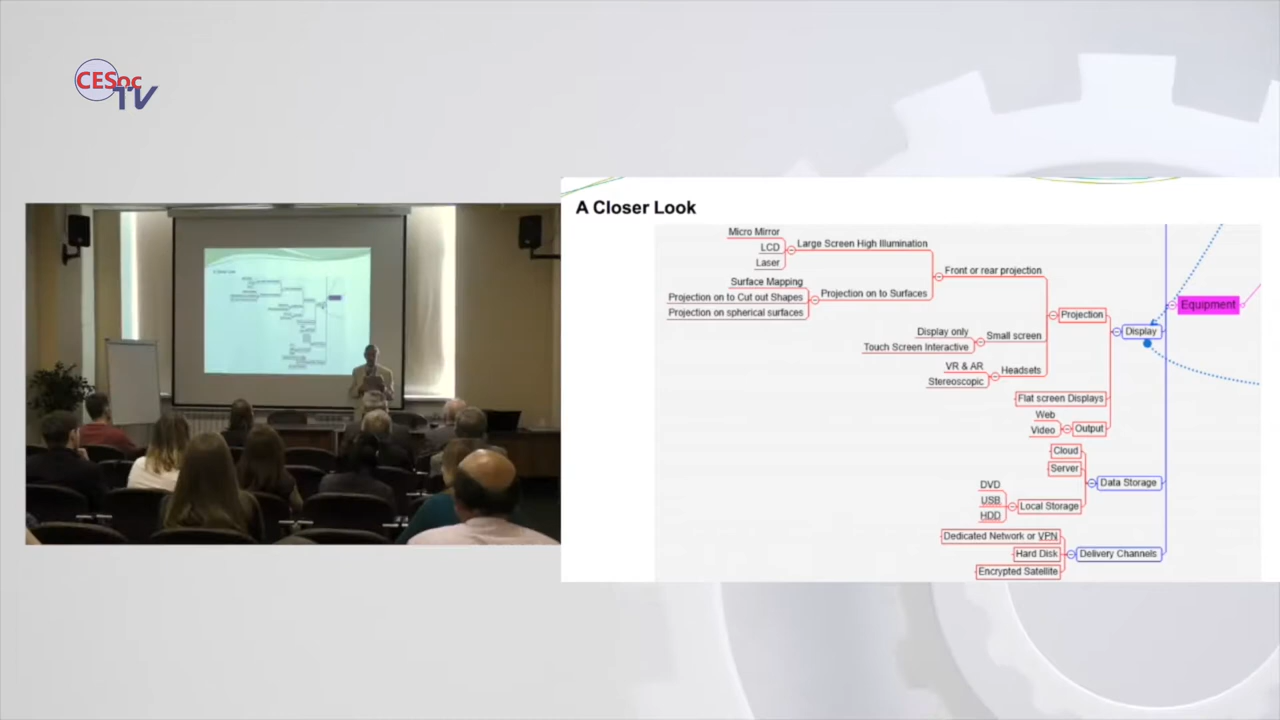 CESoc
TV
A Closer Look
Micro Mirror
LCD
Laser
Large Screen High Illumination
Surface Mapping
Projection on to Cut out Shapes
Projection on spherical surfaces
Projection on to Surfaces
Front or rear projection
Display only
Touch Screen Interactive
Small screen
VR & AR
Stereoscopic
Headsets
Projection
Flat screen Displays
Web
Video
Output
Display
Equipment
Cloud
Server
DVD
USB
HDD
Local Storage
Data Storage
Dedicated Network or VPN
Hard Disk
Encrypted Satellite
Delivery Channels